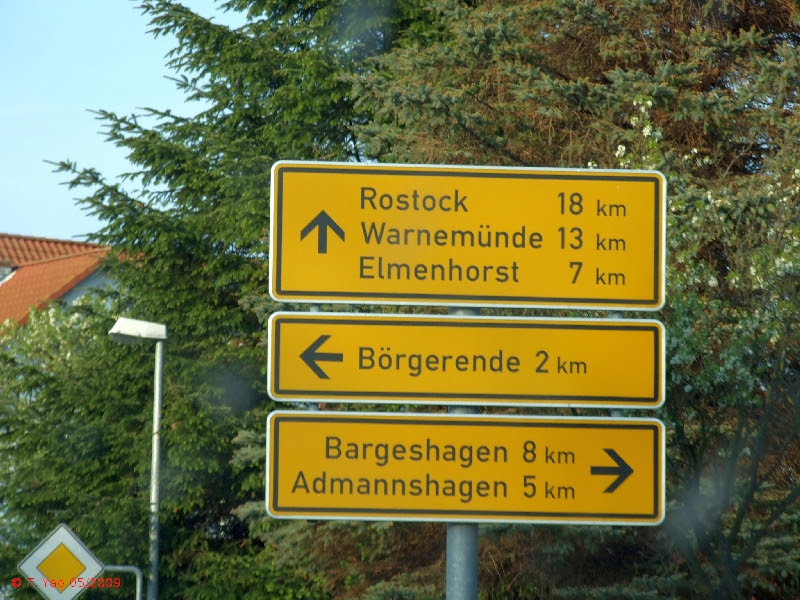 Rostock 18 km
Warnemünde 13 km
Elmenhorst 7 km
Börgerende 2 km
Bargeshagen 8 km
Admannshagen 5 km
© T. Yag 05/2009